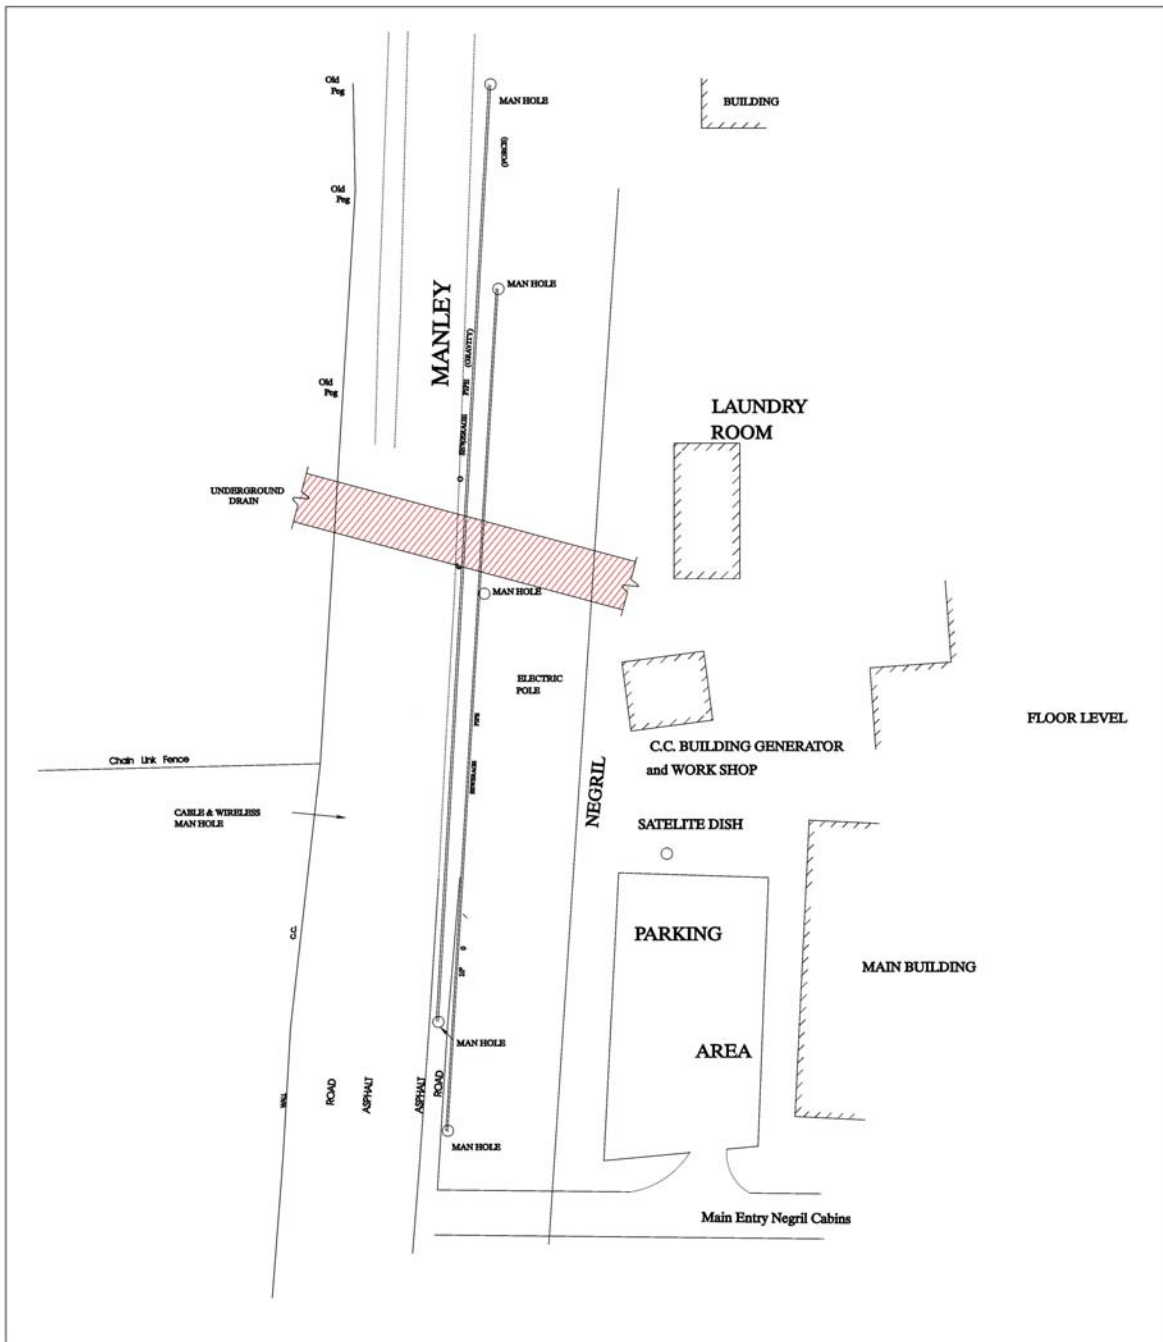 Old
Peg
MAN HOLE
BUILDING
(FORCE)
Old
Peg
MAN HOLE
MANLEY
SEWERAGE PIPE (GRAVITY)
Old
Peg
LAUNDRY
ROOM
UNDERGROUND
DRAIN
MAN HOLE
ELECTRIC
POLE
SEWERAGE PIPE
FLOOR LEVEL
C.C. BUILDING GENERATOR
and WORK SHOP
Chain Link Fence
NEGRIL
CABLE & WIRELESS
MAN HOLE
SATELITE DISH
C.C.
PARKING
MAIN BUILDING
MAN HOLE
AREA
ROAD
ASPHALT
ASPHALT
ROAD
MAN HOLE
Main Entry Negril Cabins